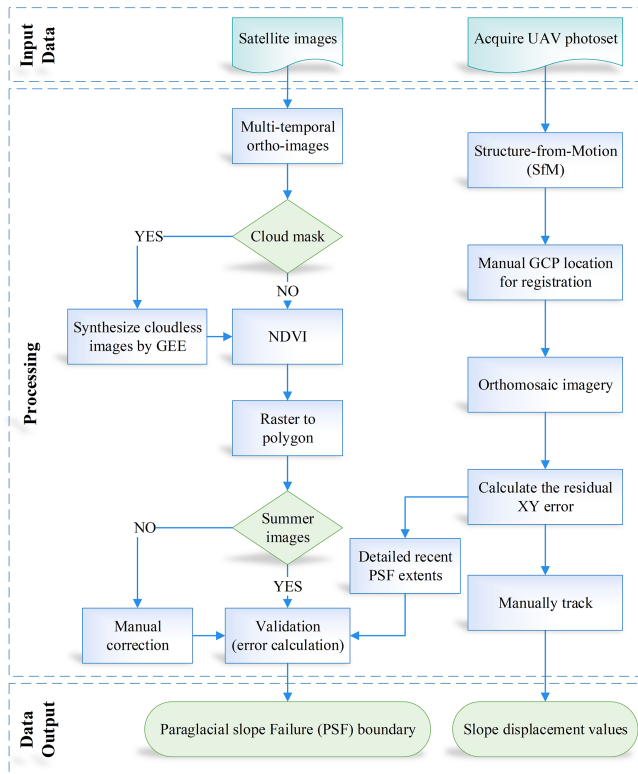 Input
Data
Satellite images
Acquire UAV photoset
Processing
Multi-temporal
ortho-images
Structure-from-Motion
(SfM)
YES
Cloud mask
NO
Manual GCP location
for registration
Synthesize cloudless
images by GEE
NDVI
Orthomosaic imagery
Raster to
polygon
Calculate the residual
XY error
NO
Summer
images
YES
Detailed recent
PSF extents
Manually track
Manual
correction
Validation
(error calculation)
Data
Output
Paraglacial slope Failure (PSF) boundary
Slope displacement values